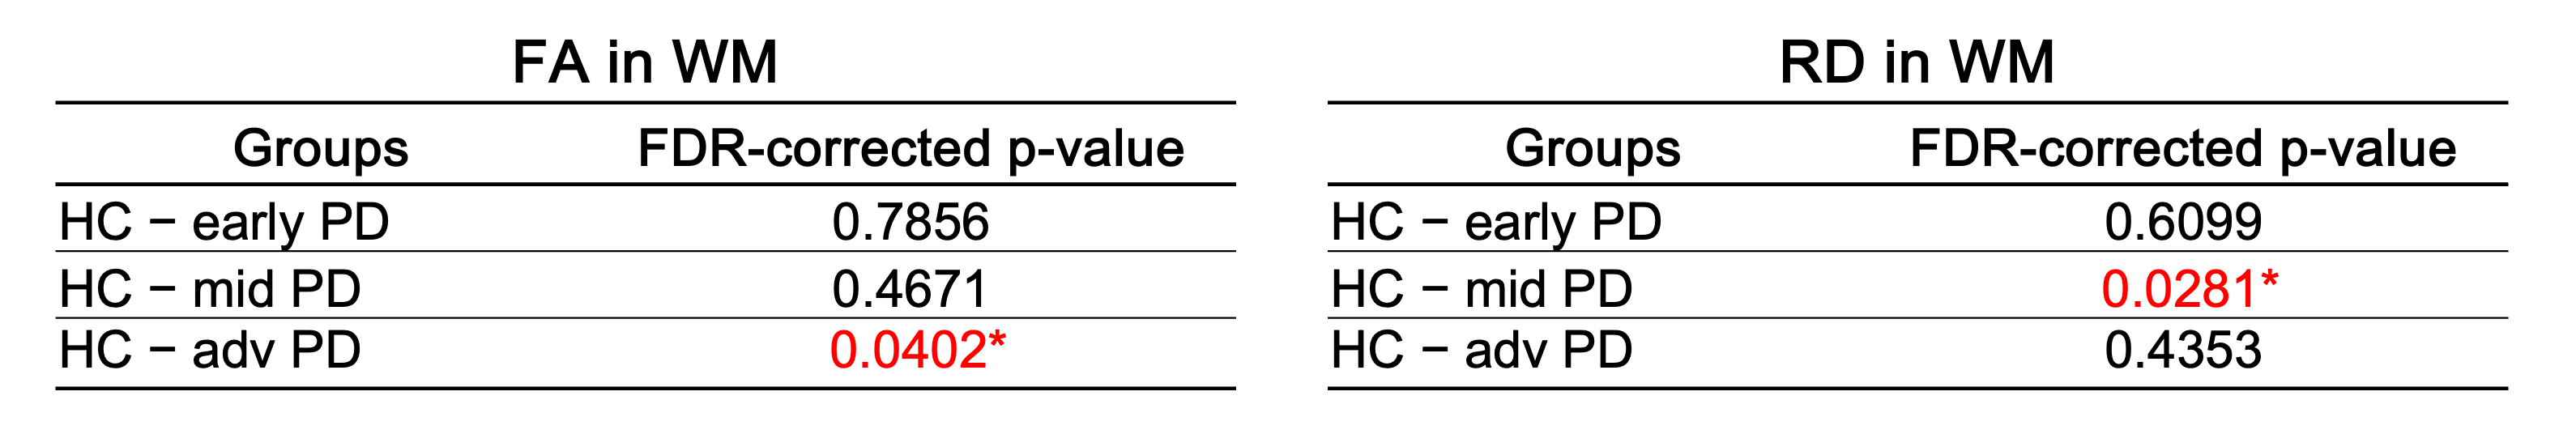 FA in WM
Groups FDR-corrected p-value
HC − early PD 0.7856
HC − mid PD 0.4671
HC − adv PD 0.0402*
RD in WM
Groups FDR-corrected p-value
HC − early PD 0.6099
HC − mid PD 0.0281*
HC − adv PD 0.4353